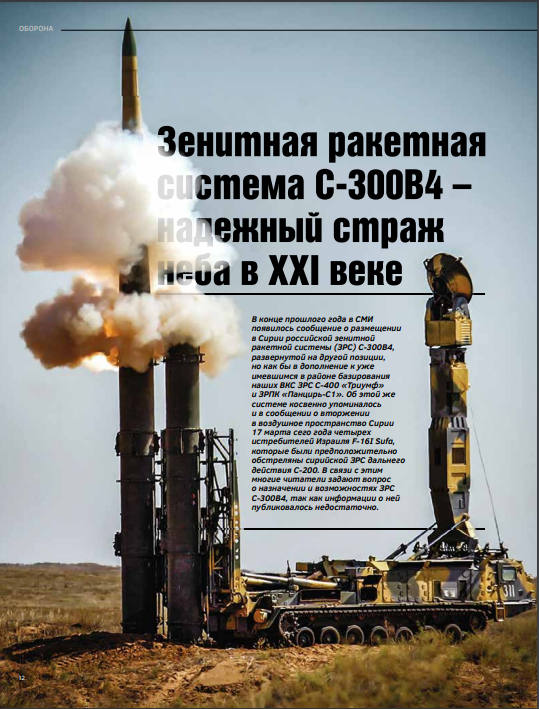 ОБОРОНА
Зенитная ракетная
система С-300В4 –
надежный страж
неба в XXI веке
В конце прошлого года в СМИ
появилось сообщение о размещении
в Сирии российской зенитной
ракетной системы (ЗРС) С-300В4,
развернутой на другой позиции,
но как бы в дополнение к уже
имевшимся в районе базирования
наших ВКС ЗРС С-400 «Триумф»
и ЗРПК «Панцирь-С1». Об этой же
системе косвенно упоминалось
и в сообщении о вторжении
в воздушное пространство Сирии
17 марта сего года четырех
истребителей Израиля F-16I Sufa,
которые были предположительно
обстреляны сирийской ЗРС дальнего
действия С-200. В связи с этим
многие читатели задают вопрос
о назначении и возможностях ЗРС
С-300В4, так как информации о ней
публиковалось недостаточно.
311
12